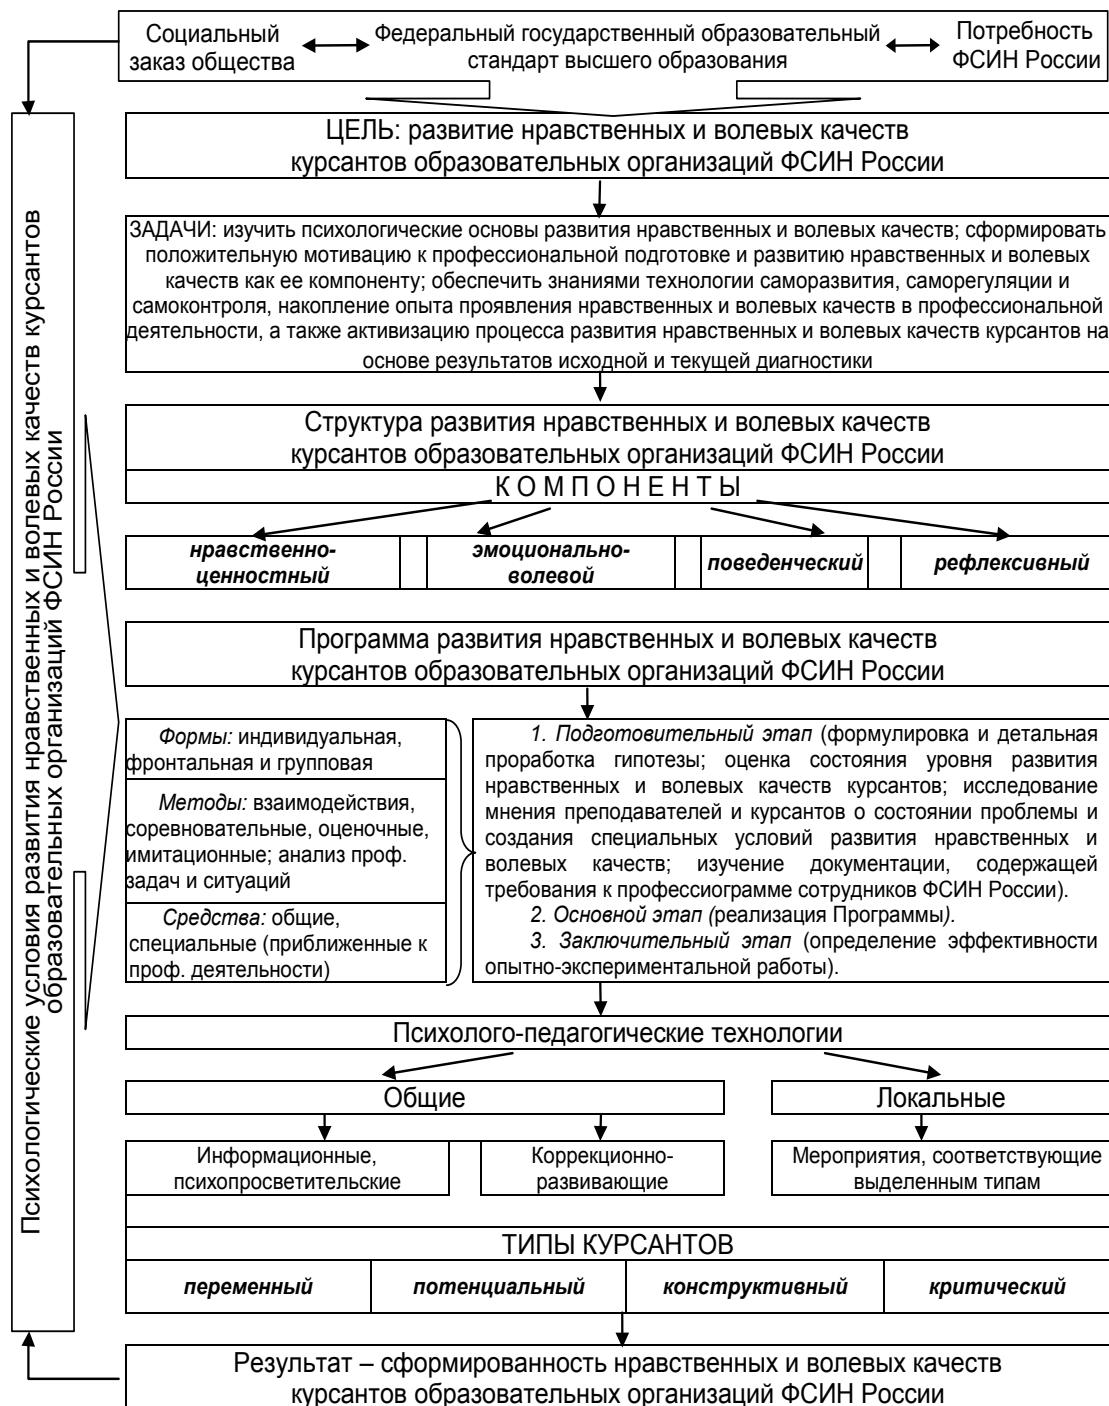 Социальный
заказ общества
Федеральный государственный образовательный
стандарт высшего образования
Потребность
ФСИН России
Психологические условия развития нравственных и волевых качеств курсантов
образовательных организаций ФСИН России
ЦЕЛЬ: развитие нравственных и волевых качеств
курсантов образовательных организаций ФСИН России
ЗАДАЧИ: изучить психологические основы развития нравственных и волевых качеств; сформировать
положительную мотивацию к профессиональной подготовке и развитию нравственных и волевых
качеств как ее компоненту; обеспечить знаниями технологии саморазвития, саморегуляции и
самоконтроля, накопление опыта проявления нравственных и волевых качеств в профессиональной
деятельности, а также активизацию процесса развития нравственных и волевых качеств курсантов на
основе результатов исходной и текущей диагностики
Структура развития нравственных и волевых качеств
курсантов образовательных организаций ФСИН России
К О М П О Н Е Н Т Ы
нравственно-
ценностный
эмоционально-
волевой
поведенческий
рефлексивный
Программа развития нравственных и волевых качеств
курсантов образовательных организаций ФСИН России
Формы: индивидуальная,
фронтальная и групповая
Методы: взаимодействия,
соревновательные, оценочные,
имитационные; анализ проф.
задач и ситуаций
Средства: общие,
специальные (приближенные к
проф. деятельности)
1. Подготовительный этап (формулировка и детальная
проработка гипотезы; оценка состояния уровня развития
нравственных и волевых качеств курсантов; исследование
мнения преподавателей и курсантов о состоянии проблемы и
создания специальных условий развития нравственных и
волевых качеств; изучение документации, содержащей
требования к профессиограмме сотрудников ФСИН России).
2. Основной этап (реализация Программы).
3. Заключительный этап (определение эффективности
опытно-экспериментальной работы).
Психолого-педагогические технологии
Общие
Локальные
Информационные,
психопросветительские
Коррекционно-
развивающие
Мероприятия, соответствующие
выделенным типам
ТИПЫ КУРСАНТОВ
переменный
потенциальный
конструктивный
критический
Результат – сформированность нравственных и волевых качеств
курсантов образовательных организаций ФСИН России